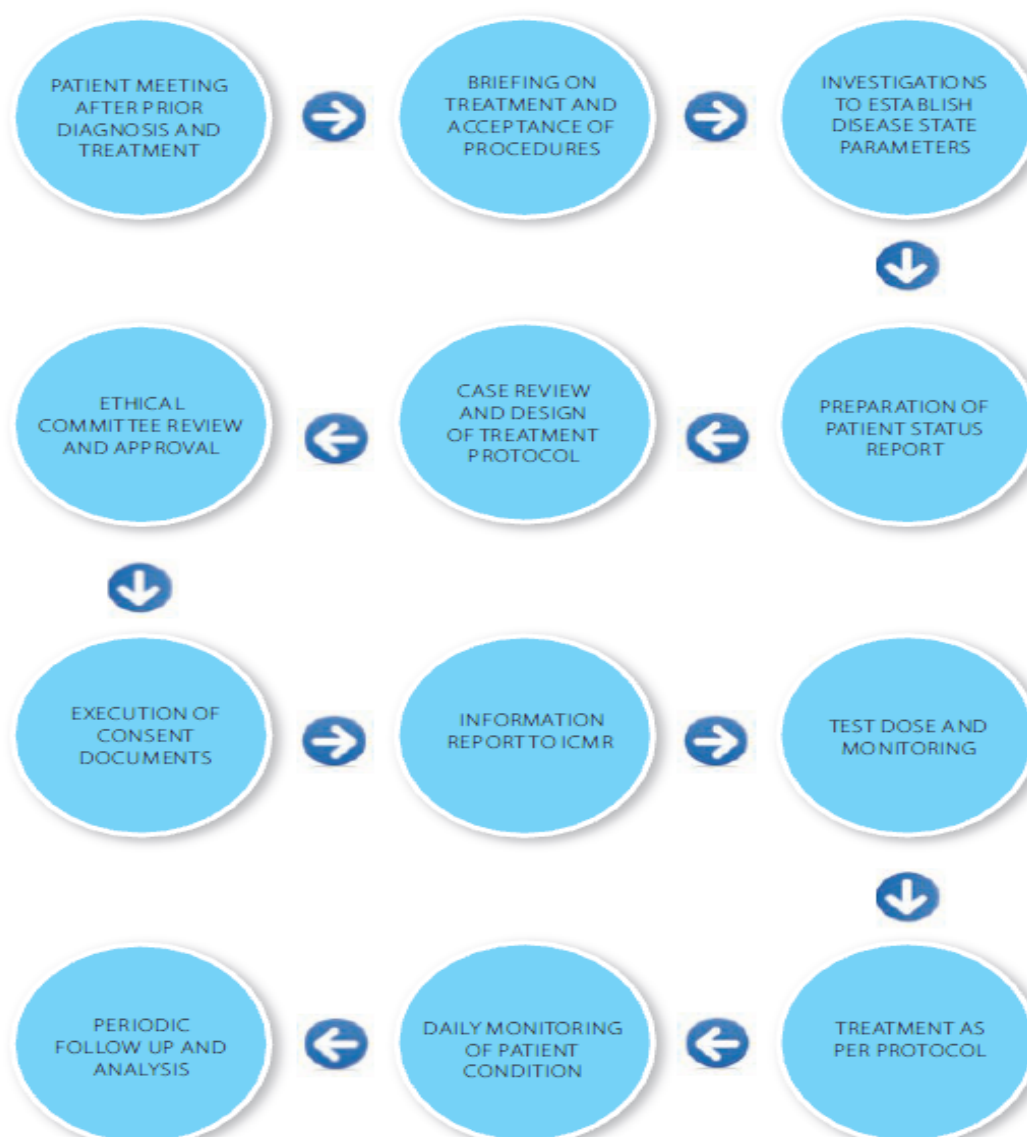 PATIENT MEETING
AFTER PRIOR
DIAGNOSIS AND
TREATMENT
BRIEFING ON
TREATMENT AND
ACCEPTANCE OF
PROCEDURES
INVESTIGATIONS
TO ESTABLISH
DISEASE STATE
PARAMETERS
PREPARATION OF
PATIENT STATUS
REPORT
CASE REVIEW
AND DESIGN
OF TREATMENT
PROTOCOL
ETHICAL
COMMITTEE REVIEW
AND APPROVAL
EXECUTION OF
CONSENT
DOCUMENTS
INFORMATION
REPORT TO ICMR
TEST DOSE AND
MONITORING
TREATMENT AS
PER PROTOCOL
DAILY MONITORING
OF PATIENT
CONDITION
PERIODIC
FOLLOW UP AND
ANALYSIS